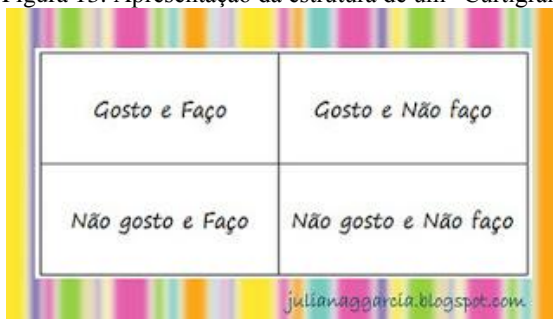 Figura 13: Apresentação da estrutura de um "Curtigrama
Gosto e Faço
Gosto e Não faço
Não gosto e Faço
Não gosto e Não faço
julianaggarcia.blogspot.com